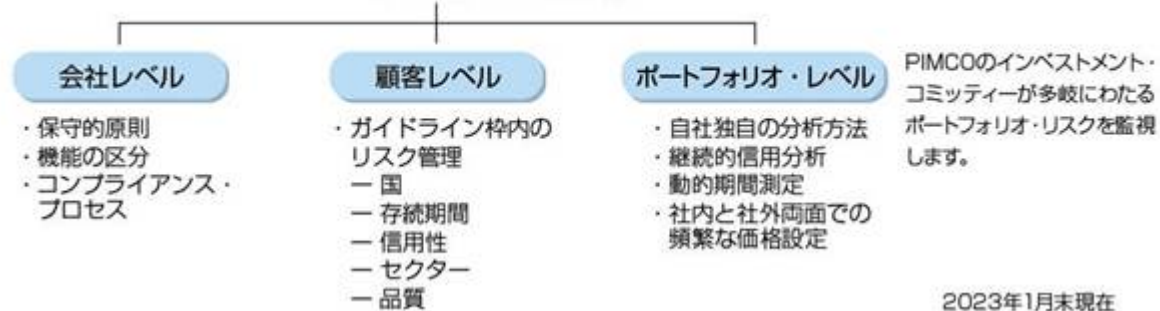 会社レベル
・保守的原則
・機能の区分
・コンプライアンス・
プロセス
顧客レベル
・ガイドライン枠内の
リスク管理
― 国
― 存続期間
― 信用性
― セクター
― 品質
ポートフォリオ・レベル
・自社独自の分析方法
・継続的信用分析
・動的期間測定
・社内と社外両面での
頻繁な価格設定
PIMCOのインベストメント・
コミッティーが多岐にわたる
ポートフォリオ・リスクを監視
します。
2023年1月末現在